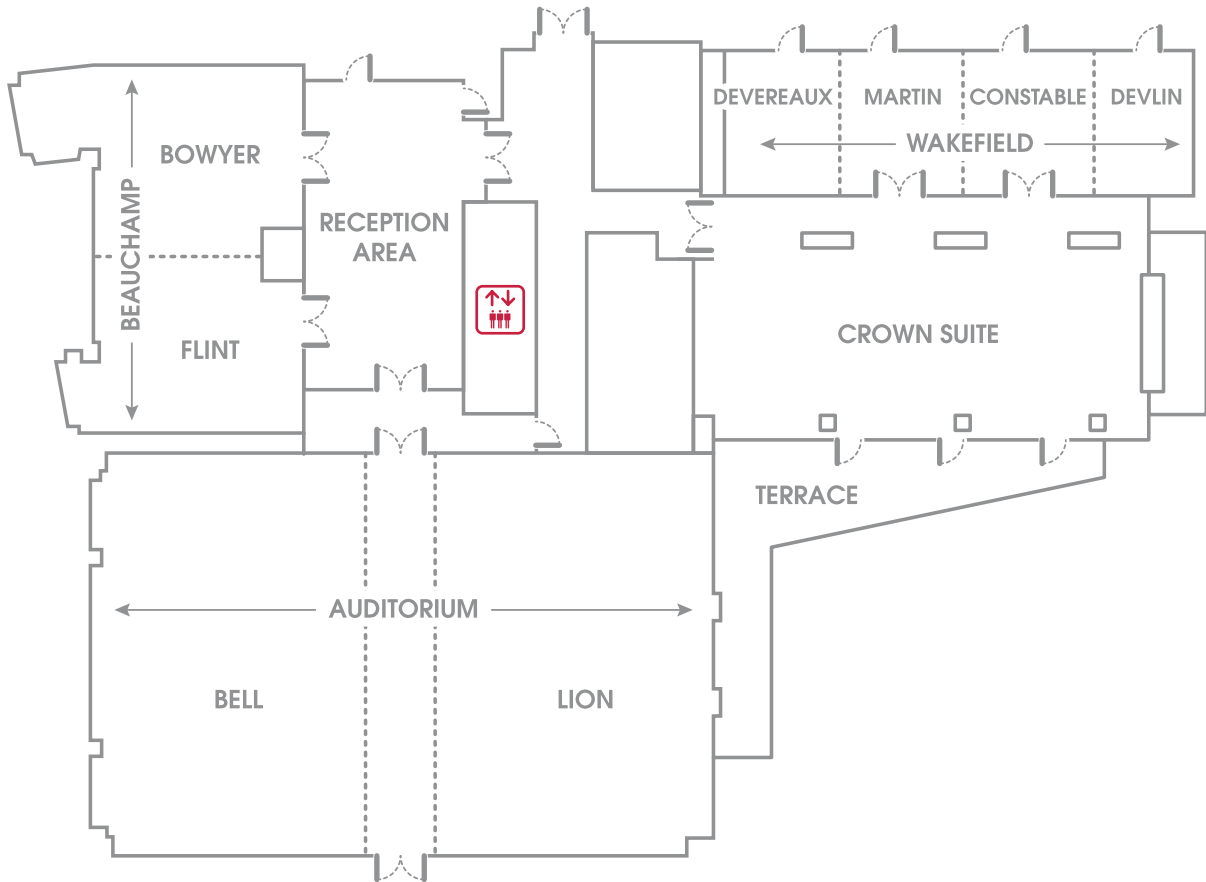 DEVEREAUX
MARTIN
CONSTABLE
DEVLIN
WAKEFIELD
BOWYER
BEAUCHAMP
RECEPTION
AREA
FLINT
CROWN SUITE
TERRACE
AUDITORIUM
BELL
LION